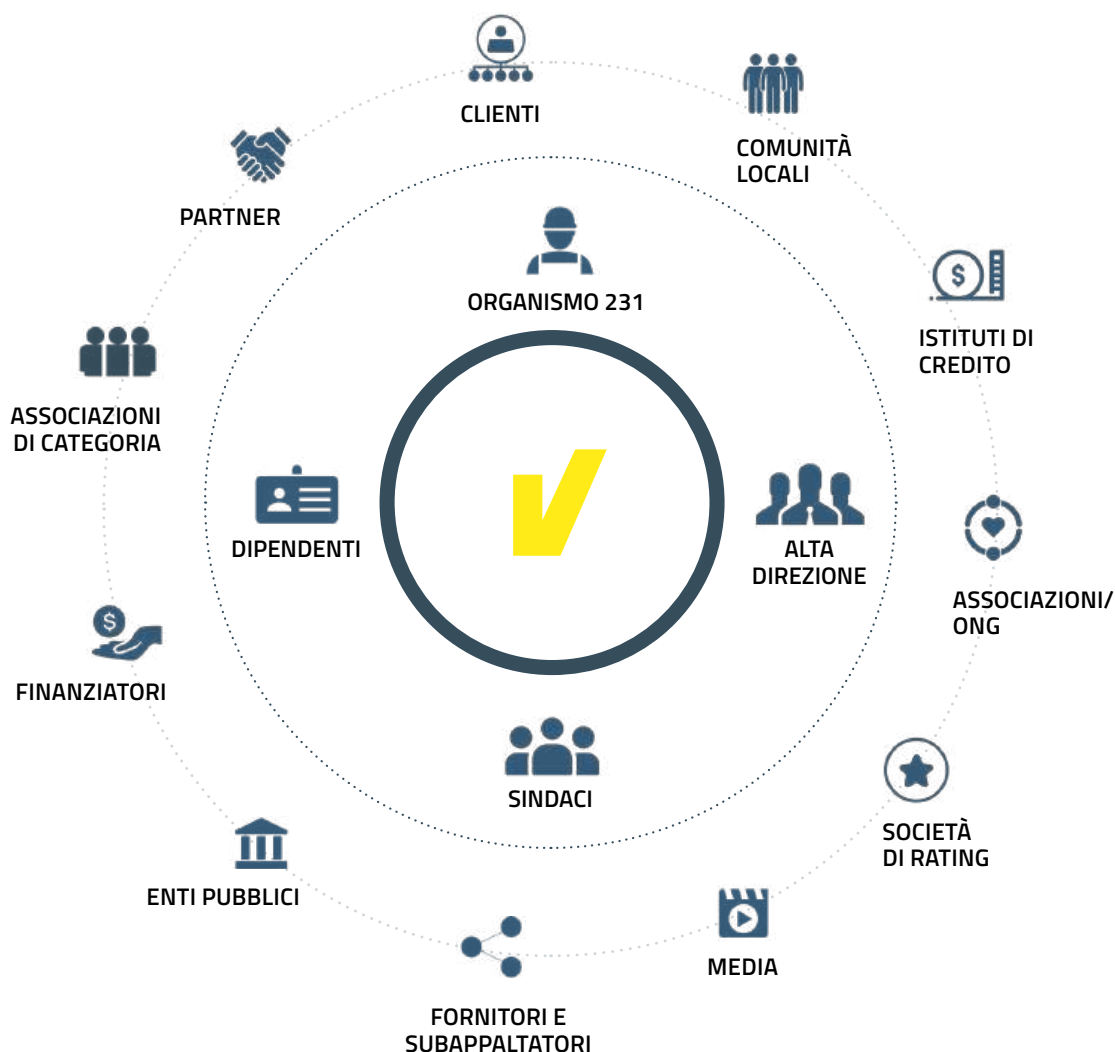 CLIENTI
COMUNITÀ
LOCALI
PARTNER
ORGANISMO 231
ISTITUTI DI
CREDITO
ASSOCIAZIONI
DI CATEGORIA
DIPENDENTI
ALTA
DIREZIONE
ASSOCIAZIONI/
ONG
FINANZIATORI
SINDACI
SOCIETÀ
DI RATING
ENTI PUBBLICI
MEDIA
FORNITORI E
SUBAPPALTATORI